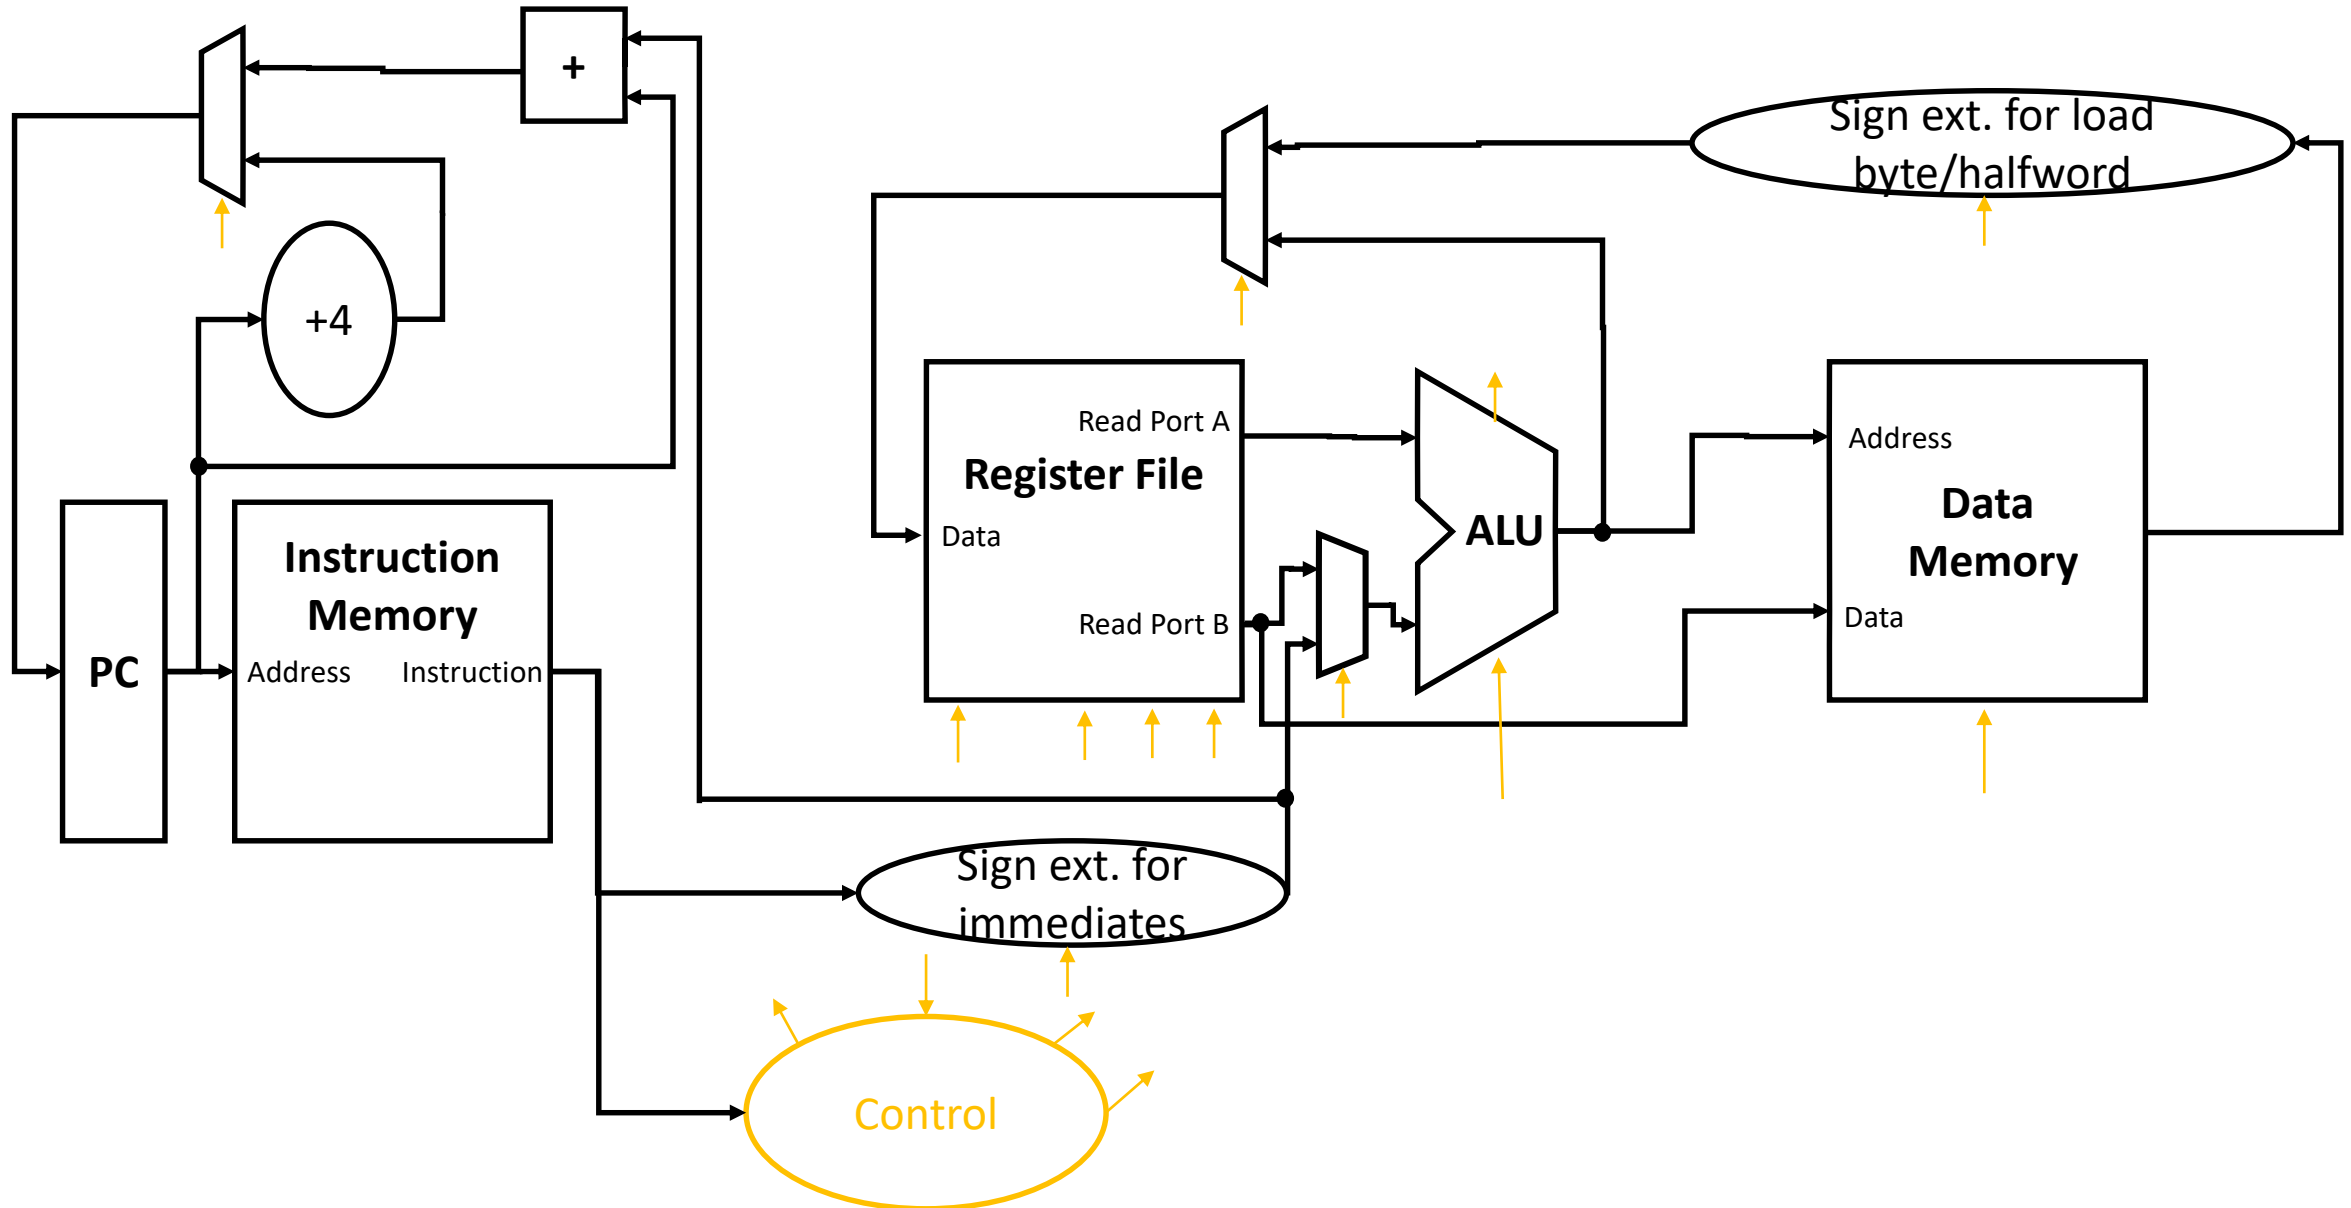 +
Sign ext. for load
byte/halfword
+4
Read Port A
Address
Register File
Data
Data
Memory
ALU
Data
Instruction
Memory
Read Port B
Data
PC
Address
Instruction
Sign ext. for
immediates
Control